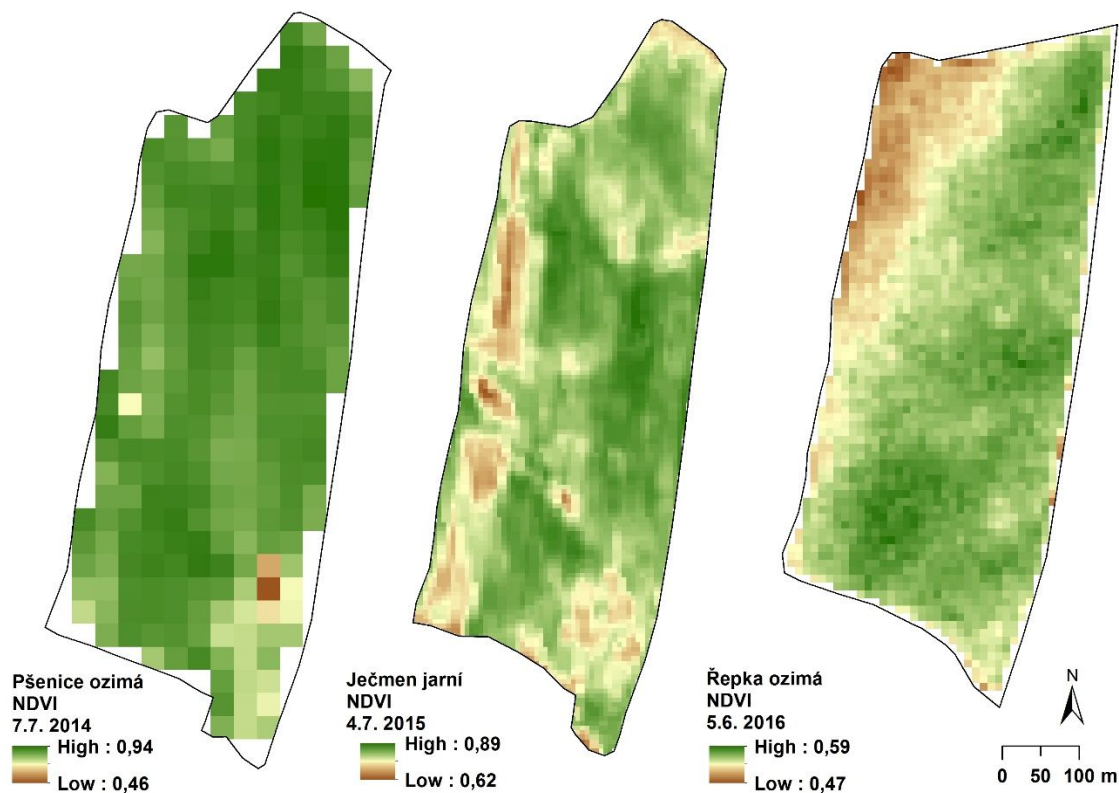 Pšenice ozimá
NDVI
7.7. 2014
High : 0,94
Low : 0,46
Ječmen jarní
NDVI
4.7. 2015
High : 0,89
Low : 0,62
Řepka ozimá
NDVI
5.6. 2016
High : 0,59
Low : 0,47
N
0 50 100 m